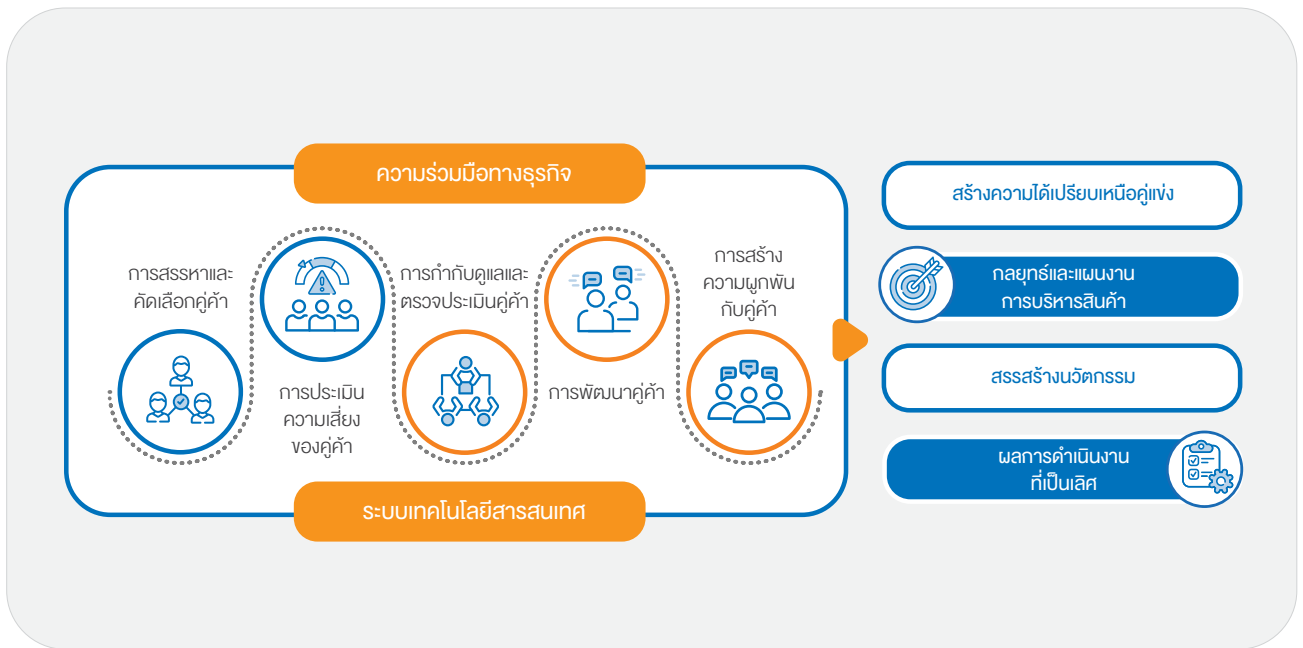 ความร่วมมือทางธุรกิจ
การสรรหาและ
คัดเลือกคู่ค้า
การประเมิน
ความเสี่ยง
ของคู่ค้า
การกำกับดูแลและ
ตรวจประเมินคู่ค้า
การพัฒนาคู่ค้า
การสร้าง
ความผูกพัน
กับคู่ค้า
ระบบเทคโนโลยีสารสนเทศ
สร้างความได้เปรียบเหนือคู่แข่ง
กลยุทธ์และแผนงาน
การบริหารสินค้า
สรรสร้างนวัตกรรม
ผลการดำเนินงาน
ที่เป็นเลิศ